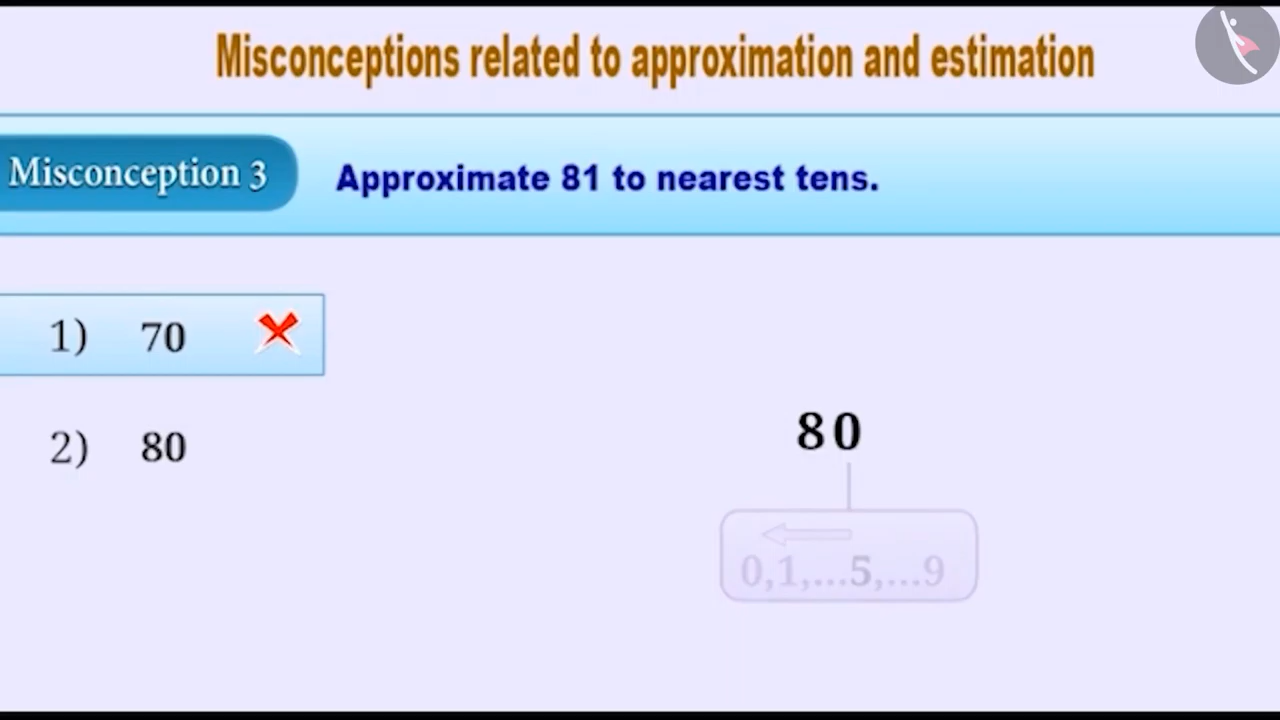 Misconceptions related to approximation and estimation
Misconception 3
Approximate 81 to nearest tens.
1) 70
2) 80
80
0,1,...5,...9